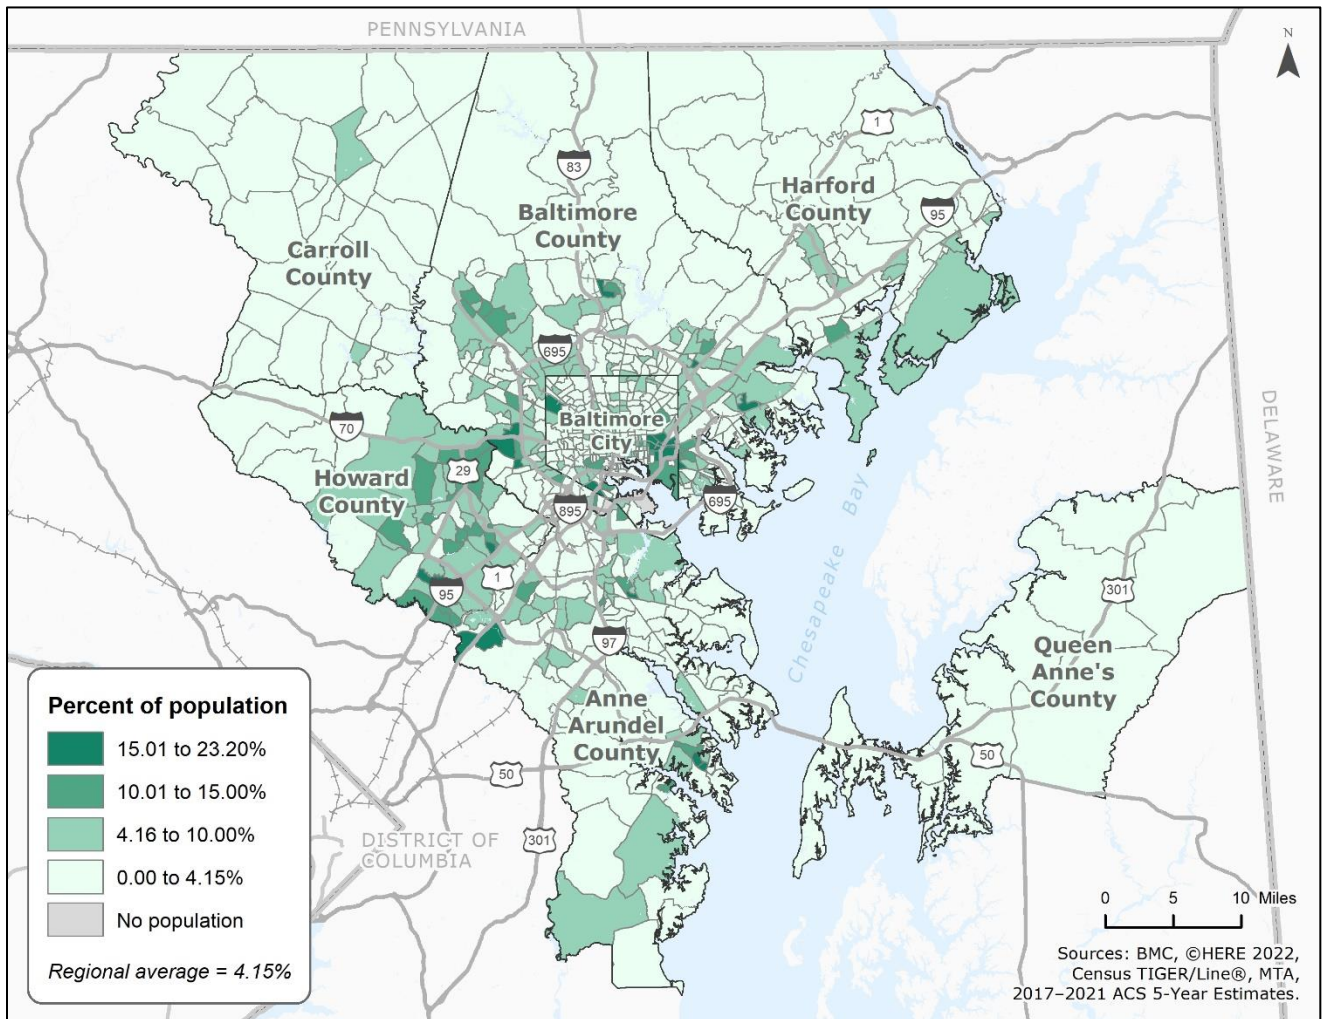 PENNSYLVANIA
N
1
83
Harford
County
95
Baltimore
County
Carroll
County
695
70
Baltimore
City
29
Howard
County
895
695
DELAWARE
Chesapeake Bay
1
95
301
97
Queen
Anne's
County
Anne
Arundel
County
50
50
301
DISTRICT OF
COLUMBIA
Percent of population
15.01 to 23.20%
10.01 to 15.00%
4.16 to 10.00%
0.00 to 4.15%
No population
Regional average = 4.15%
0 5 10 Miles
Sources: BMC, ©HERE 2022,
Census TIGER/Line®, MTA,
2017–2021 ACS 5-Year Estimates.